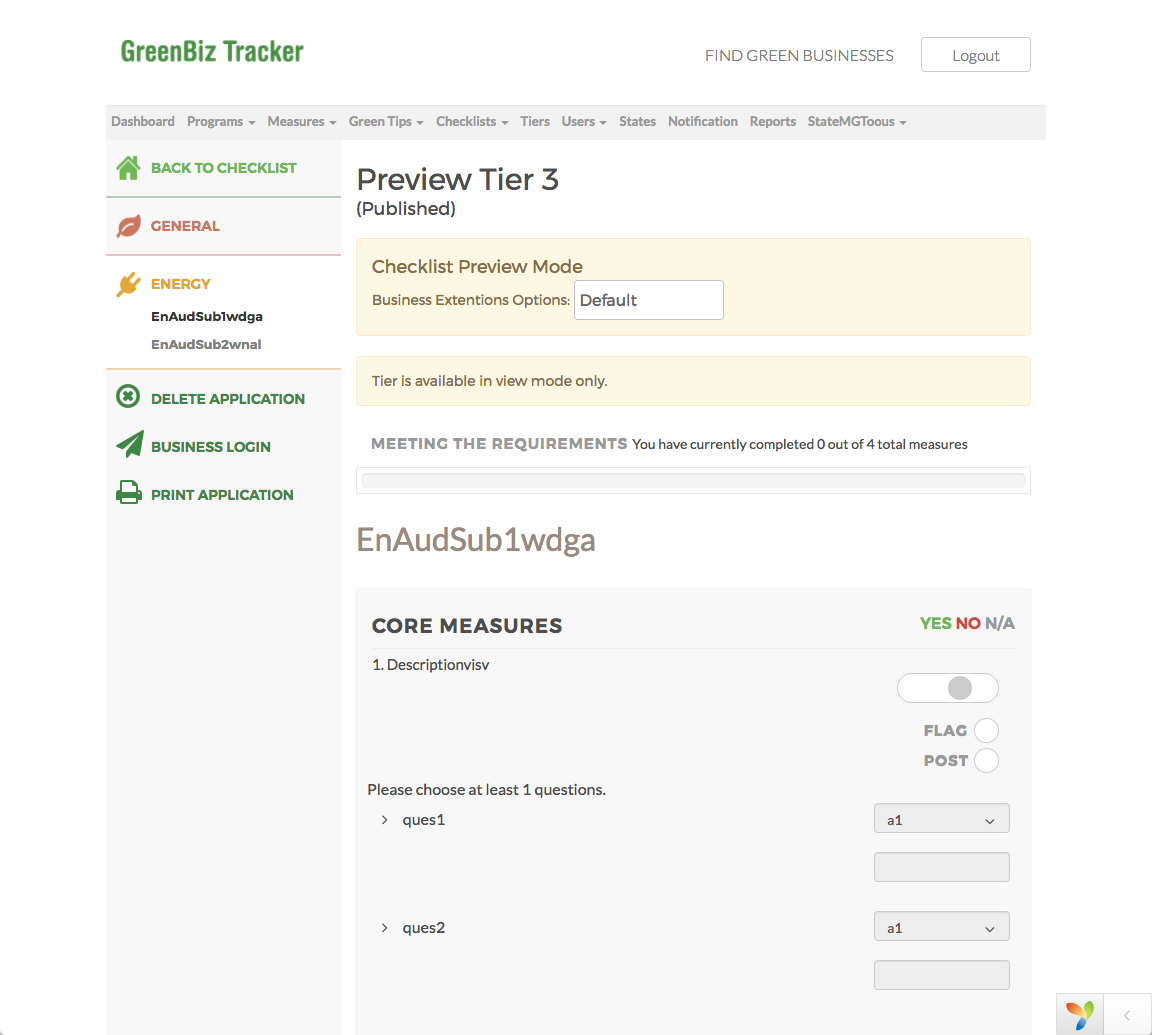 GreenBiz Tracker
FIND GREEN BUSINESSES
Logout
Dashboard Programs Measures Green Tips Checklists Tiers Users States Notification Reports StateMGToous
BACK TO CHECKLIST
GENERAL
ENERGY
EnAudSub1wdga
EnAudSub2wnal
DELETE APPLICATION
BUSINESS LOGIN
PRINT APPLICATION
Preview Tier 3
(Published)
Checklist Preview Mode
Business Extentions Options: Default
Tier is available in view mode only.
MEETING THE REQUIREMENTS You have currently completed 0 out of 4 total measures
EnAudSub1wdga
CORE MEASURES YES NO N/A
1. Descriptionvisv
FLAG
POST
Please choose at least 1 questions.
ques1 a1
ques2 a1